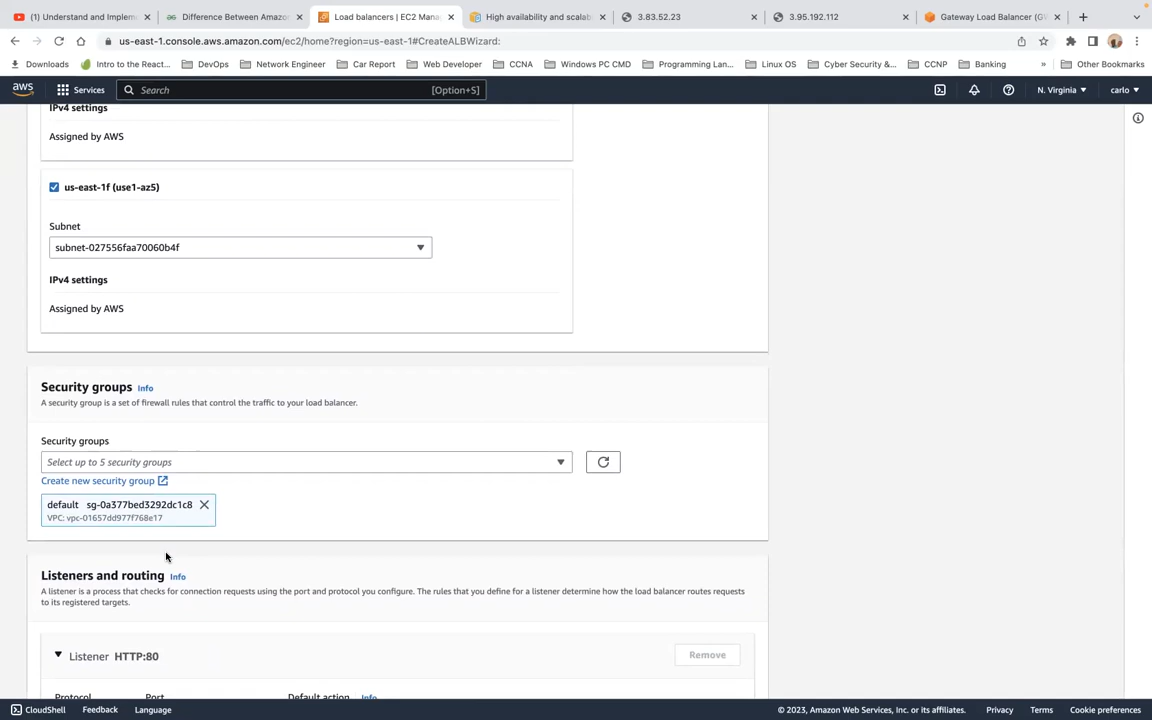 (1) Understand and Implem
Difference Between Amazo
Load balancers | EC2 Mana
High availability and scalab
3.83.52.23
3.95.192.112
Gateway Load Balancer (GW
us-east-1.console.aws.amazon.com/ec2/home?region=us-east-1#CreateALBWizard:
Downloads
Intro to the React...
DevOps
Network Engineer
Car Report
Web Developer
CCNA
Windows PC CMD
Programming Lan...
Linux OS
Cyber Security &...
CCNP
Banking
»
Other Bookmarks
aws
Services
Search
[Option+S]
N. Virginia
carlo
IPv4 settings
Assigned by AWS
us-east-1f (use1-az5)
Subnet
subnet-027556faa70060b4f
IPv4 settings
Assigned by AWS
Security groups Info
A security group is a set of firewall rules that control the traffic to your load balancer.
Security groups
Select up to 5 security groups
Create new security group
default sg-0a377bed3292dc1c8
VPC: vpc-01657dd977f768e17
Listeners and routing Info
A listener is a process that checks for connection requests using the port and protocol you configure. The rules that you define for a listener determine how the load balancer routes requests
to its registered targets.
Listener HTTP:80
Remove
Protocol
Port
Default action
Info
CloudShell
Feedback
Language
© 2023, Amazon Web Services, Inc. or its affiliates.
Privacy
Terms
Cookie preferences